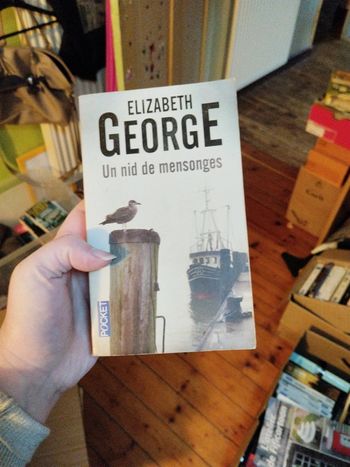 ELIZABETH
GEORGE
Un nid de mensonges
POCKET